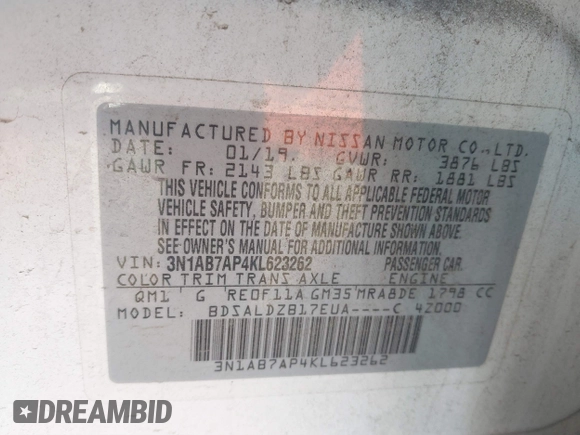 MANUFACTURED BY NISSAN MOTOR CO.,LTD.
DATE: 01/19. GVWR: 3876 LBS
GAWR FR: 2143 LBS GAWR RR: 1881 LBS
THIS VEHICLE CONFORMS TO ALL APPLICABLE FEDERAL MOTOR
VEHICLE SAFETY, BUMPER AND THEFT PREVENTION STANDARDS
IN EFFECT ON THE DATE OF MANUFACTURE SHOWN ABOVE.
SEE OWNER'S MANUAL FOR ADDITIONAL INFORMATION.
VIN: 3N1AB7AP4KL623262 PASSENGER CAR.
COLOR TRIM TRANS AXLE ENGINE
QM1 G RE0F11A GM35 MRA8DE 1798 CC
MODEL: BDSALDZB17EUA----C 4Z000
3N1AB7AP4KL623262
DREAMBID